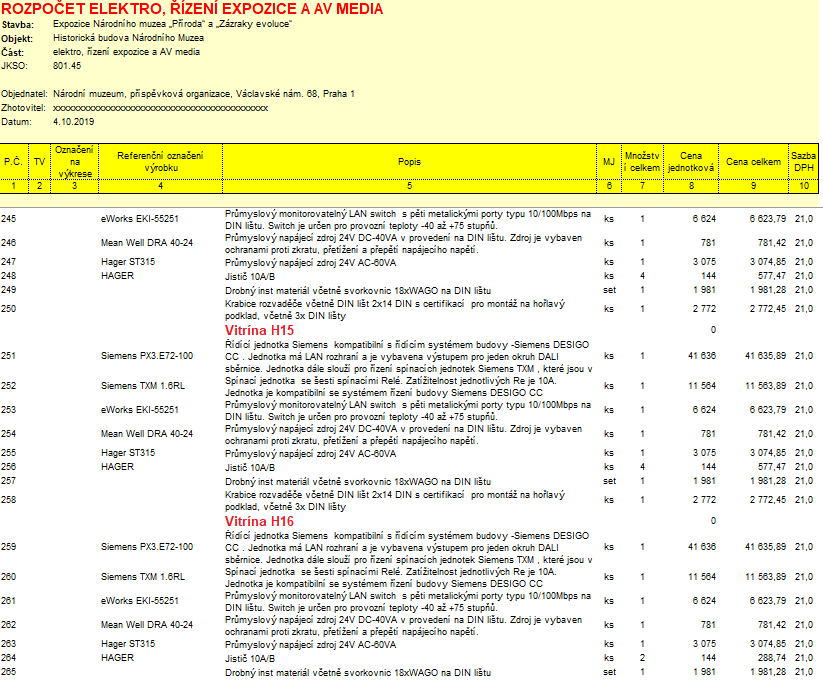 ROZPOČET ELEKTRO, ŘÍZENÍ EXPOZICE A AV MEDIA
Stavba: Expozice Národního muzea „Příroda“ a „Zázraky evoluce“
Objekt: Historická budova Národního Muzea
Část: elektro, řízení expozice a AV media
JKSO: 801.45
Objednatel: Národní muzeum, příspěvková organizace, Václavské nám. 68, Praha 1
Zhotovitel: xxxxxxxxxxxxxxxxxxxxxxxxxxxxxxxxxxxxxxxxxxx
Datum: 4.10.2019
P.Č. TV Označení na výkrese Referenční označení výrobku Popis MJ Množstv í celkem Cena jednotková Cena celkem Sazba DPH
1 2 3 4 5 6 7 8 9 10
245 eWorks EKI-55251 Průmyslový monitorovatelný LAN switch s pěti metalickými porty typu 10/100Mbps na ks 1 6 624 6 623,79 21,0
DIN lištu. Switch je určen pro provozní teploty -40 až +75 stupňů.
246 Mean Well DRA 40-24 Průmyslový napájecí zdroj 24V DC-40VA v provedení na DIN lištu. Zdroj je vybaven ks 1 781 781,42 21,0
ochranami proti zkratu, přetížení a přepětí napájecího napětí.
247 Hager ST315 Průmyslový napájecí zdroj 24V AC-60VA ks 1 3 075 3 074,85 21,0
248 HAGER Jistič 10A/B ks 4 144 577,47 21,0
249 Drobný inst materiál včetně svorkovnic 18xWAGO na DIN lištu set 1 1 981 1 981,28 21,0
250 Krabice rozvaděče včetně DIN lišt 2x14 DIN s certifikací pro montáž na hořlavý ks 1 2 772 2 772,45 21,0
podklad, včetně 3x DIN lišty
Vitrína H15 0
Řídící jednotka Siemens kompatibilní s řídícím systémem budovy -Siemens DESIGO
251 Siemens PX3.E72-100 CC . Jednotka má LAN rozhraní a je vybavena výstupem pro jeden okruh DALI ks 1 41 636 41 635,89 21,0
sběrnice. Jednotka dále slouží pro řízení spínacích jednotek Siemens TXM , které jsou v
252 Siemens TXM 1.6RL Spínací jednotka se šesti spínacími Relé. Zatížitelnost jednotlivých Re je 10A. ks 1 11 564 11 563,89 21,0
Jednotka je kompatibilní se systémem řízení budovy Siemens DESIGO CC
253 eWorks EKI-55251 Průmyslový monitorovatelný LAN switch s pěti metalickými porty typu 10/100Mbps na ks 1 6 624 6 623,79 21,0
DIN lištu. Switch je určen pro provozní teploty -40 až +75 stupňů.
254 Mean Well DRA 40-24 Průmyslový napájecí zdroj 24V DC-40VA v provedení na DIN lištu. Zdroj je vybaven ks 1 781 781,42 21,0
ochranami proti zkratu, přetížení a přepětí napájecího napětí.
255 Hager ST315 Průmyslový napájecí zdroj 24V AC-60VA ks 1 3 075 3 074,85 21,0
256 HAGER Jistič 10A/B ks 4 144 577,47 21,0
257 Drobný inst materiál včetně svorkovnic 18xWAGO na DIN lištu set 1 1 981 1 981,28 21,0
258 Krabice rozvaděče včetně DIN lišt 2x14 DIN s certifikací pro montáž na hořlavý ks 1 2 772 2 772,45 21,0
podklad, včetně 3x DIN lišty
Vitrína H16 0
Řídící jednotka Siemens kompatibilní s řídícím systémem budovy -Siemens DESIGO
259 Siemens PX3.E72-100 CC . Jednotka má LAN rozhraní a je vybavena výstupem pro jeden okruh DALI ks 1 41 636 41 635,89 21,0
sběrnice. Jednotka dále slouží pro řízení spínacích jednotek Siemens TXM , které jsou v
260 Siemens TXM 1.6RL Spínací jednotka se šesti spínacími Relé. Zatížitelnost jednotlivých Re je 10A. ks 1 11 564 11 563,89 21,0
Jednotka je kompatibilní se systémem řízení budovy Siemens DESIGO CC
261 eWorks EKI-55251 Průmyslový monitorovatelný LAN switch s pěti metalickými porty typu 10/100Mbps na ks 1 6 624 6 623,79 21,0
DIN lištu. Switch je určen pro provozní teploty -40 až +75 stupňů.
262 Mean Well DRA 40-24 Průmyslový napájecí zdroj 24V DC-40VA v provedení na DIN lištu. Zdroj je vybaven ks 1 781 781,42 21,0
ochranami proti zkratu, přetížení a přepětí napájecího napětí.
263 Hager ST315 Průmyslový napájecí zdroj 24V AC-60VA ks 1 3 075 3 074,85 21,0
264 HAGER Jistič 10A/B ks 2 144 288,74 21,0
265 Drobný inst materiál včetně svorkovnic 18xWAGO na DIN lištu set 1 1 981 1 981,28 21,0